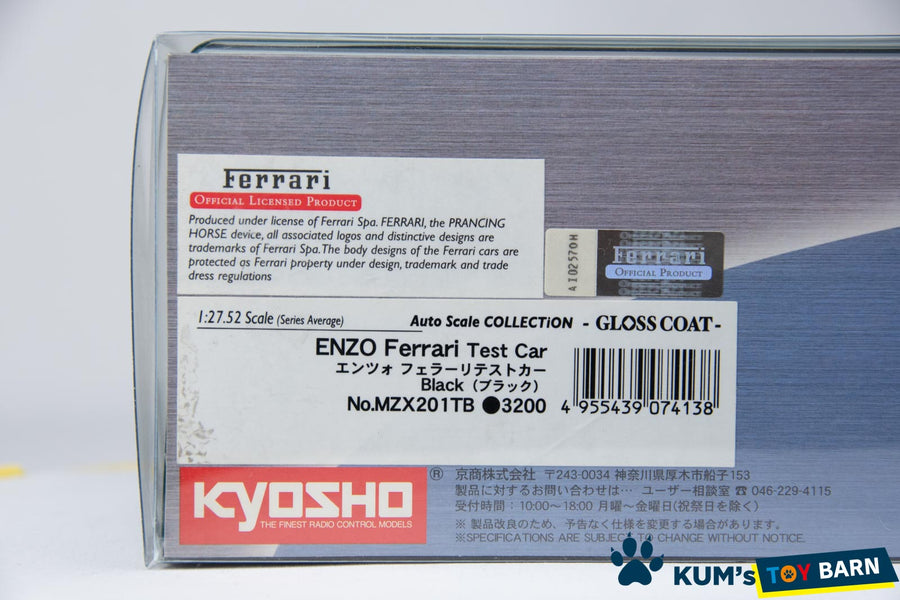 Ferrari
OFFICIAL LICENSED PRODUCT
Produced under license of Ferrari Spa. FERRARI, the PRANCING
HORSE device, all associated logos and distinctive designs are
trademarks of Ferrari Spa.The body designs of the Ferrari cars are
protected as Ferrari property under design, trademark and trade
dress regulations
AI02570H
Ferrari
OFFICIAL PRODUCT
1:27.52 Scale (Series Average)
Auto Scale COLLECTiON - GLOSS COAT -
ENZO Ferrari Test Car
エンツォ フェラーリテストカー
Black（ブラック）
No.MZX201TB ●3200
4 955439 074138
KYOSHO
THE FINEST RADIO CONTROL MODELS
® 京商株式会社 〒243-0034 神奈川県厚木市船子153
製品に対するお問い合わせは… ユーザー相談室 ☎ 046-229-4115
受付時間：10:00〜18:00 月曜〜金曜日(祝祭日を除く)
※ 製品改良のため、予告なく仕様を変更する場合があります。
※SPECIFICATIONS ARE SUBJECT TO CHANGE WITHOUT NOTICE.
KUM's TOY BARN